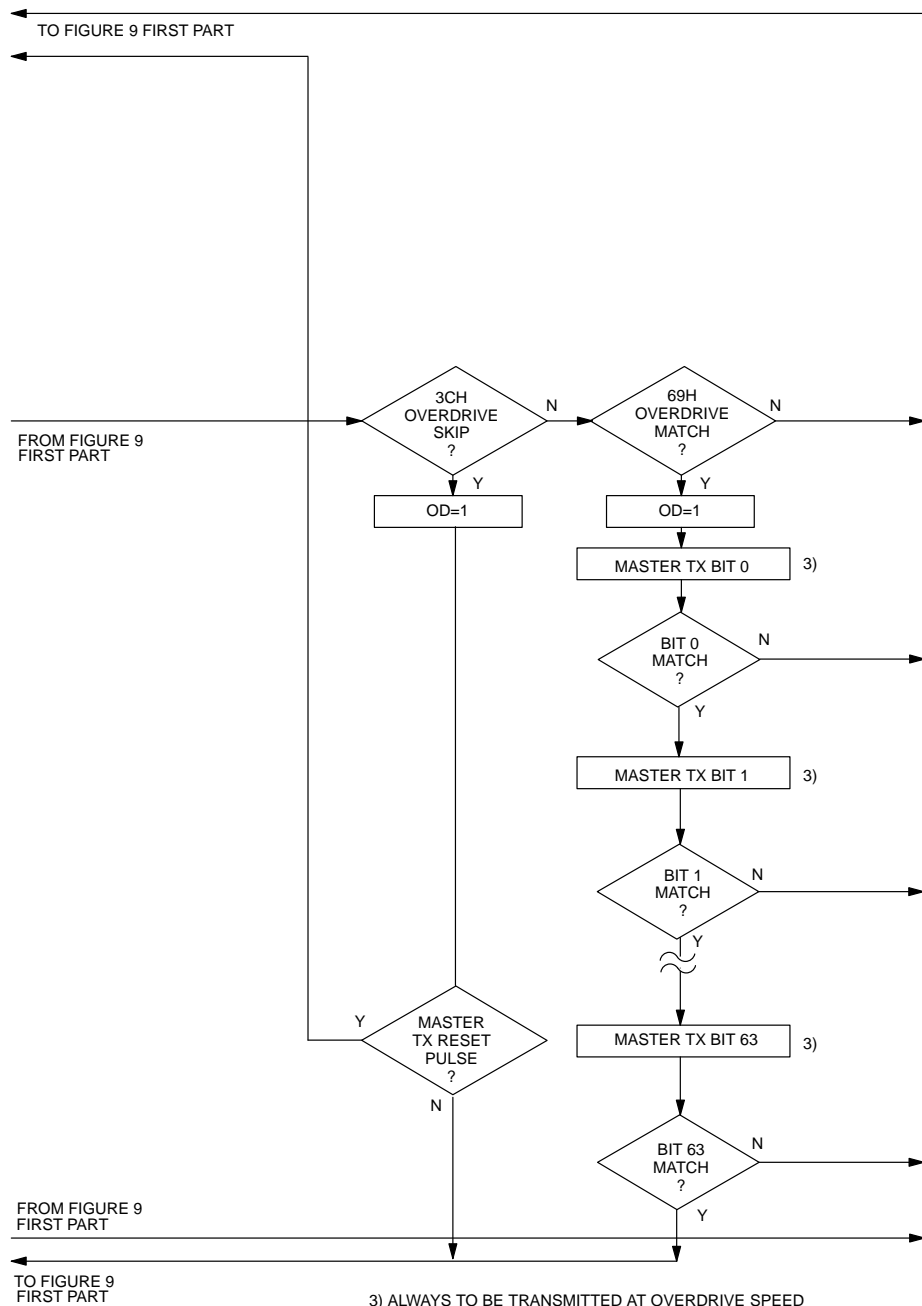 TO FIGURE 9 FIRST PART
3CH
OVERDRIVE
SKIP
?
N
69H
OVERDRIVE
MATCH
?
N
FROM FIGURE 9
FIRST PART
Y
Y
OD=1
OD=1
MASTER TX BIT 0
3)
BIT 0
MATCH
?
N
Y
MASTER TX BIT 1
3)
BIT 1
MATCH
?
N
Y
Y
MASTER
TX RESET
PULSE
?
N
MASTER TX BIT 63
3)
BIT 63
MATCH
?
N
Y
FROM FIGURE 9
FIRST PART
TO FIGURE 9
FIRST PART
3) ALWAYS TO BE TRANSMITTED AT OVERDRIVE SPEED